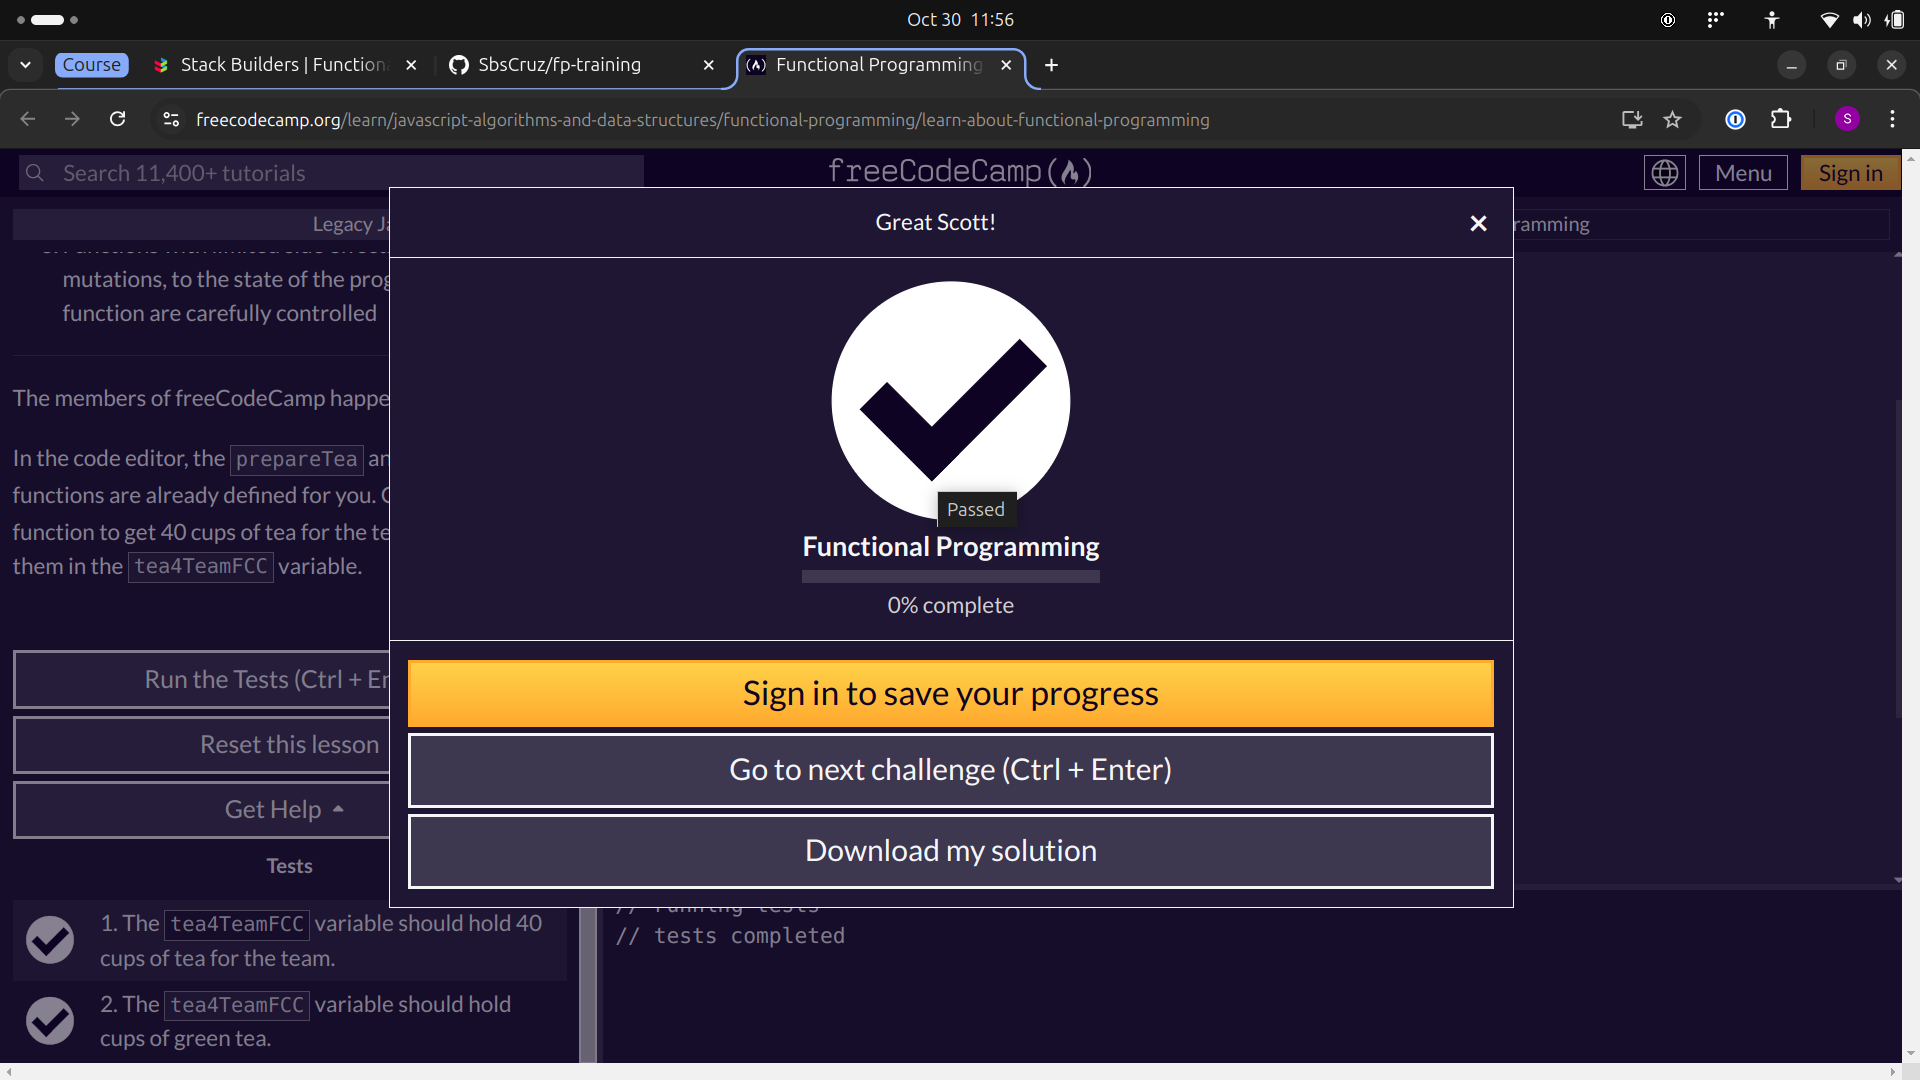 Oct 30 11:56
Course
Stack Builders | Function
SbsCruz/fp-training
Functional Programming
freecodecamp.org/learn/javascript-algorithms-and-data-structures/functional-programming/learn-about-functional-programming
S
Search 11,400+ tutorials
freeCodeCamp
Menu
Sign in
Legacy Ja
Great Scott!
ramming
mutations, to the state of the prog
function are carefully controlled
The members of freeCodeCamp happe
In the code editor, the prepareTea an
functions are already defined for you.
function to get 40 cups of tea for the te
them in the tea4TeamFCC variable.
Passed
Functional Programming
0% complete
Sign in to save your progress
Go to next challenge (Ctrl + Enter)
Download my solution
Run the Tests (Ctrl + En
Reset this lesson
Get Help
Tests
1. The tea4TeamFCC variable should hold 40
cups of tea for the team.
2. The tea4TeamFCC variable should hold
cups of green tea.
// running tests
// tests completed